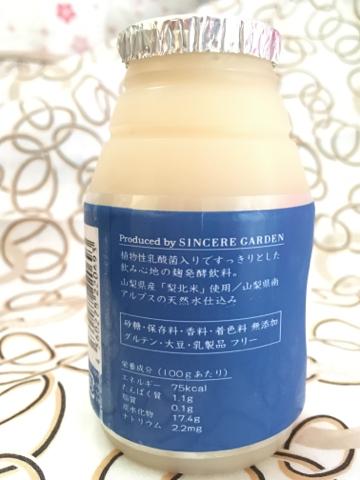 Produced by SINCERE GARDEN
植物性乳酸菌入りですっきりとした
飲み心地の麹発酵飲料。
山梨県産「梨北米」使用／山梨県南
アルプスの天然水仕込み
砂糖・保存料・香料・着色料 無添加
グルテン・大豆・乳製品 フリー
栄養成分（100gあたり）
エネルギー 75kcal
たんぱく質 1.1g
脂質 0.1g
炭水化物 17.4g
ナトリウム 2.2mg